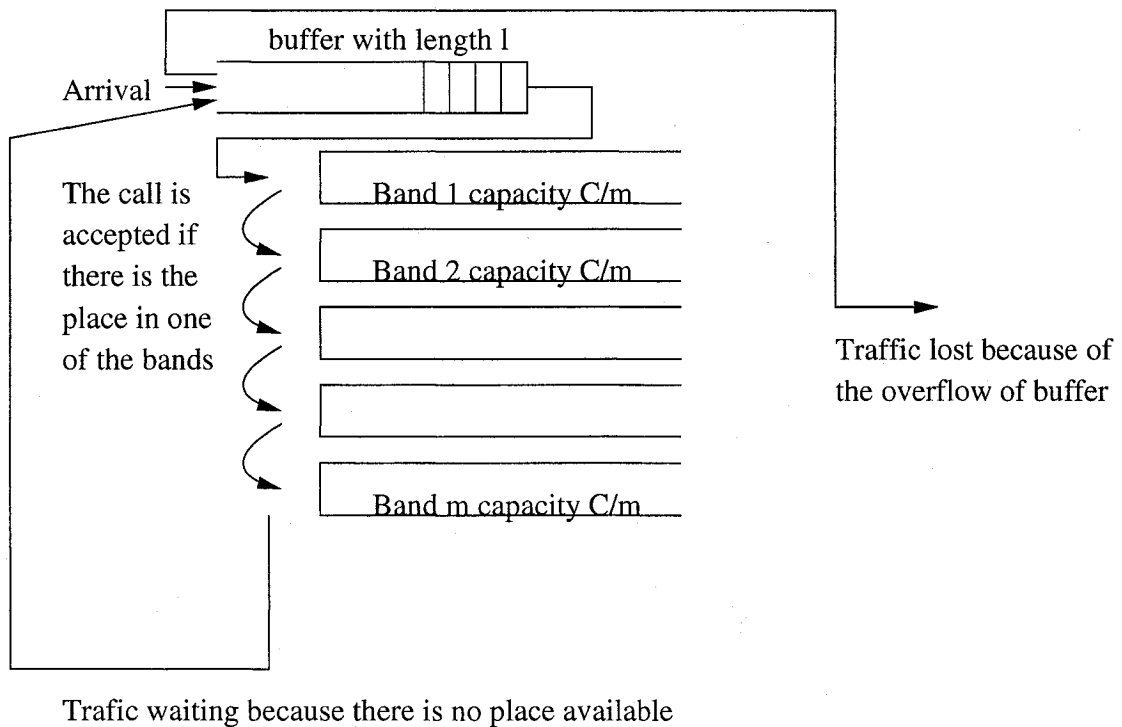 buffer with length l
Arrival
The call is
accepted if
there is the
place in one
of the bands
Band 1 capacity C/m
Band 2 capacity C/m
Band m capacity C/m
Traffic lost because of
the overflow of buffer
Trafic waiting because there is no place available